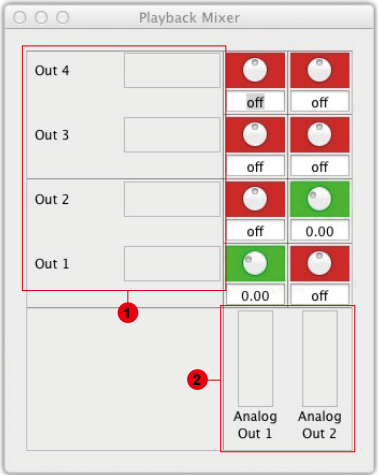 Playback Mixer
Out 4
off off
Out 3
off off
Out 2
off 0.00
Out 1
0.00 off
1
2
Analog Out 1
Analog Out 2